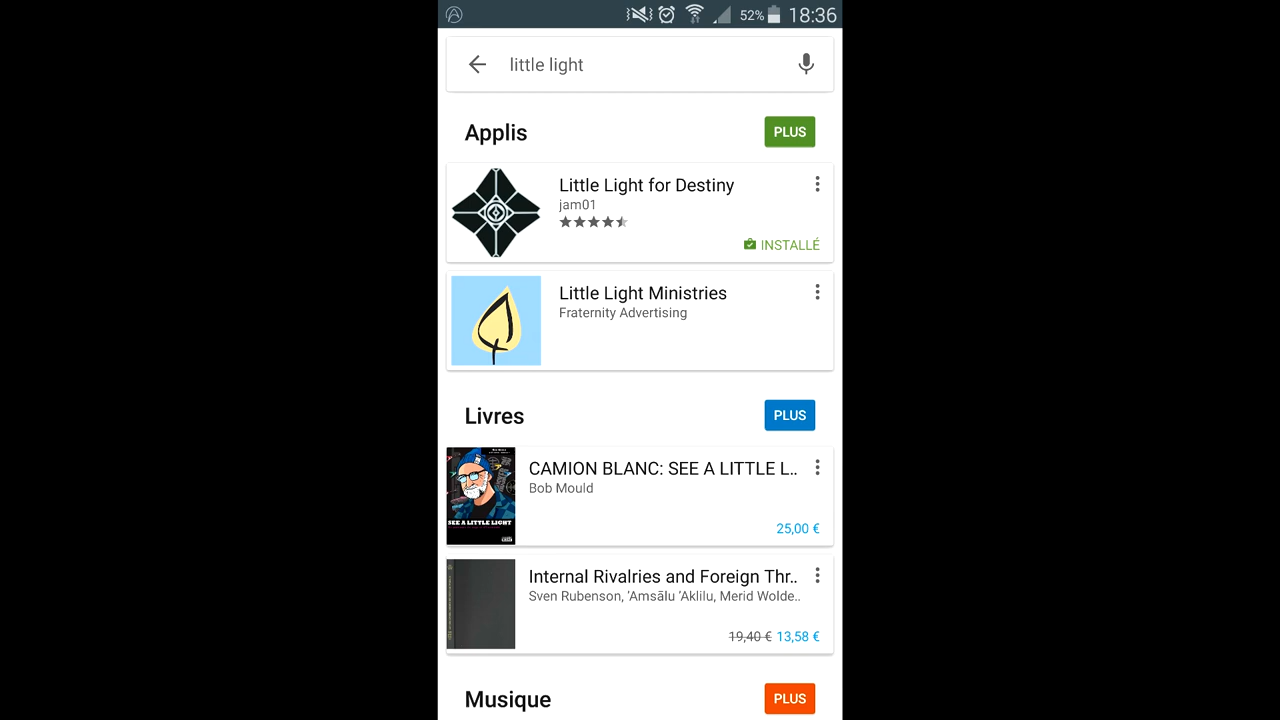 52% 18:36
little light
Applis
PLUS
Little Light for Destiny
jam01
INSTALLÉ
Little Light Ministries
Fraternity Advertising
Livres
PLUS
CAMION BLANC: SEE A LITTLE L..
Bob Mould
SEE A LITTLE LIGHT
25,00 €
Internal Rivalries and Foreign Thr..
Sven Rubenson, ʼAmsālu ʼAklilu, Merid Wolde..
19,40 € 13,58 €
Musique
PLUS